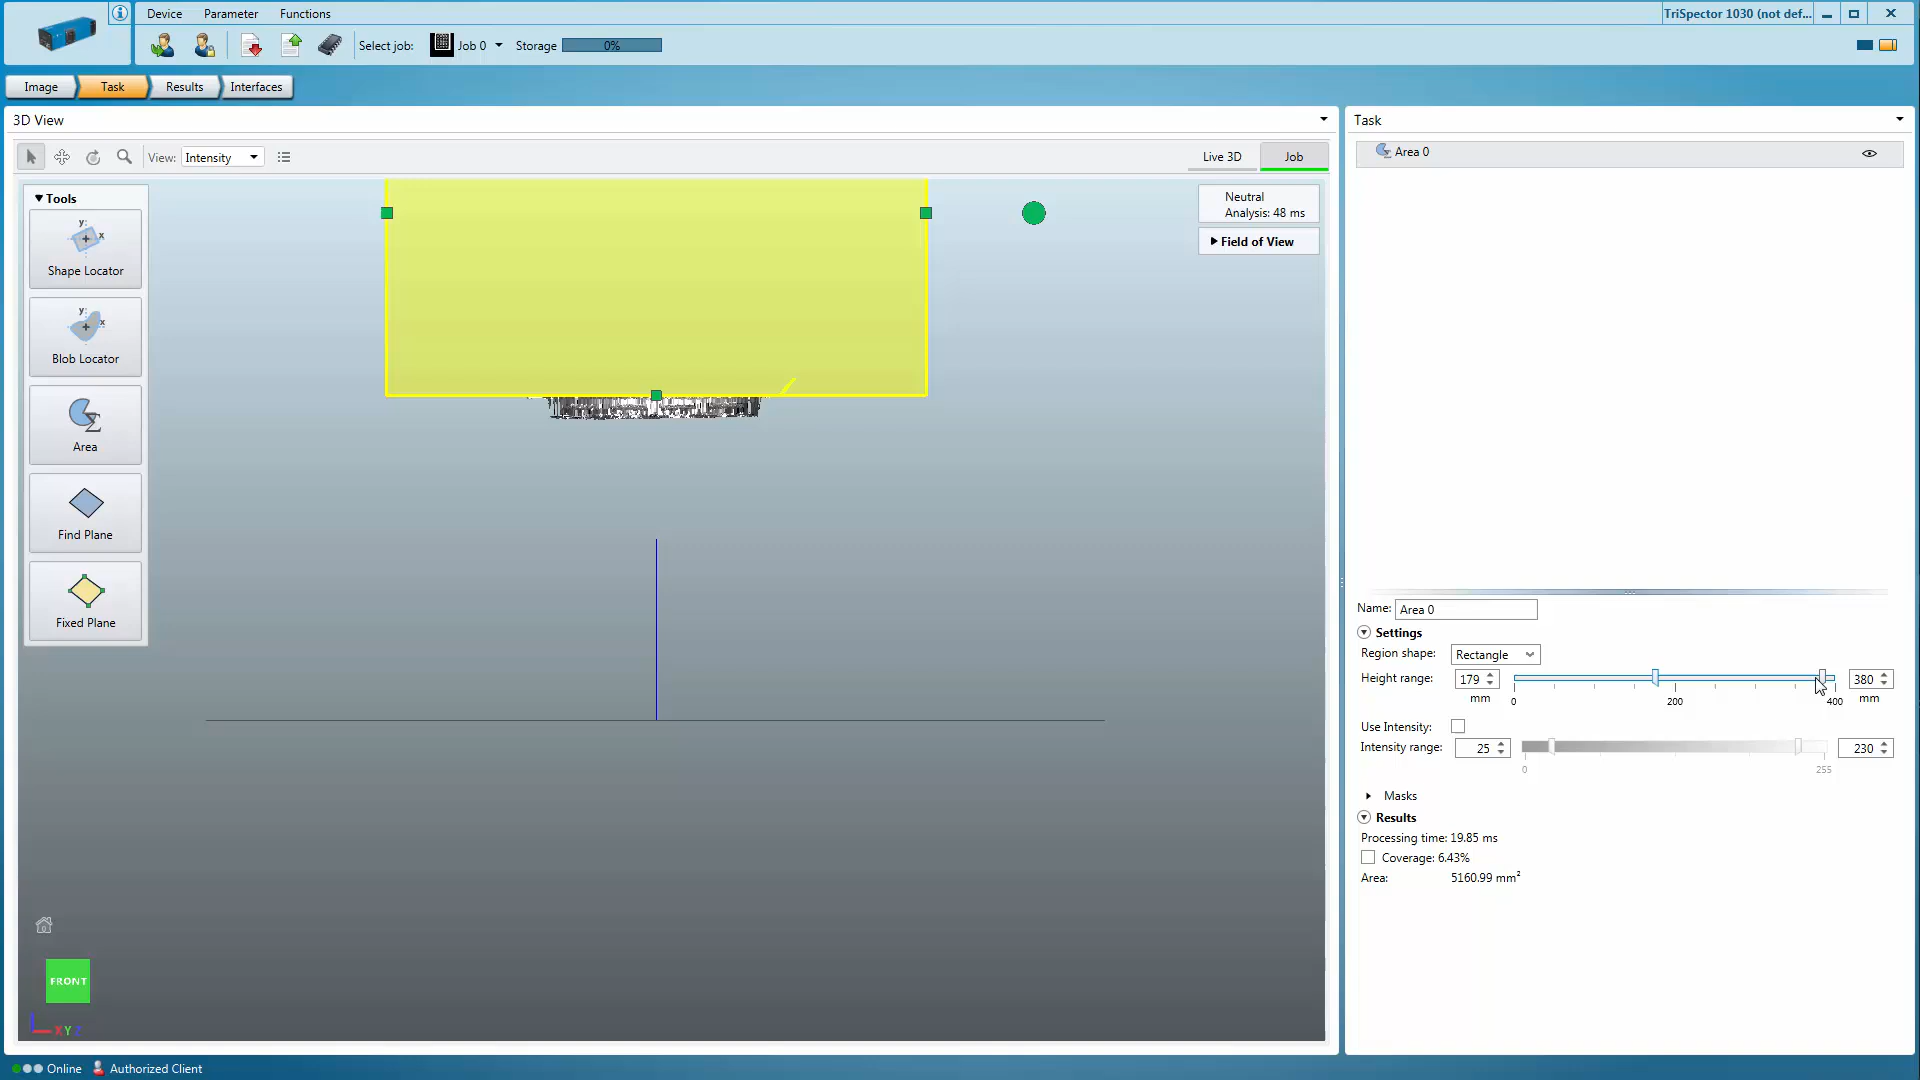 Device Parameter Functions
TriSpector 1030 (not def...
Select job: Job 0 Storage 0%
Image Task Results Interfaces
3D View
Task
View: Intensity
Live 3D Job
Area 0
Tools
y:
x
Shape Locator
y:
x
Blob Locator
Area
Find Plane
Fixed Plane
Neutral
Analysis: 48 ms
Field of View
FRONT
X Y Z
Name: Area 0
Settings
Region shape: Rectangle
Height range: 179 mm 0 200 400 380 mm
Use Intensity:
Intensity range: 25 0 255 230
Masks
Results
Processing time: 19.85 ms
Coverage: 6.43%
Area: 5160.99 mm²
Online Authorized Client